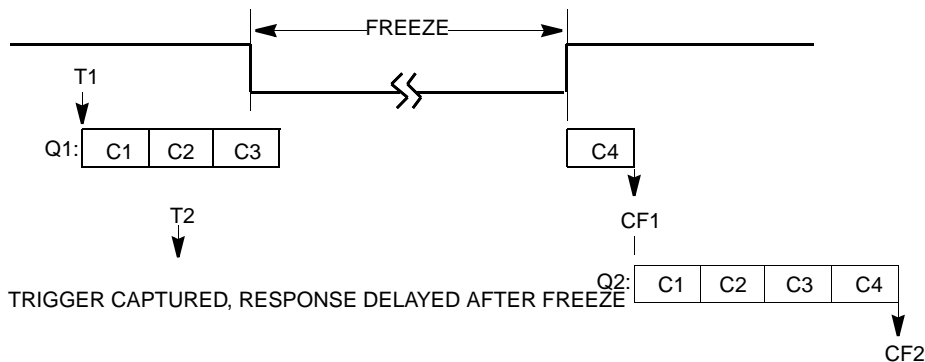 FREEZE
T1
Q1: C1 C2 C3 C4
T2
CF1
TRIGGER CAPTURED, RESPONSE DELAYED AFTER FREEZE
Q2: C1 C2 C3 C4
CF2